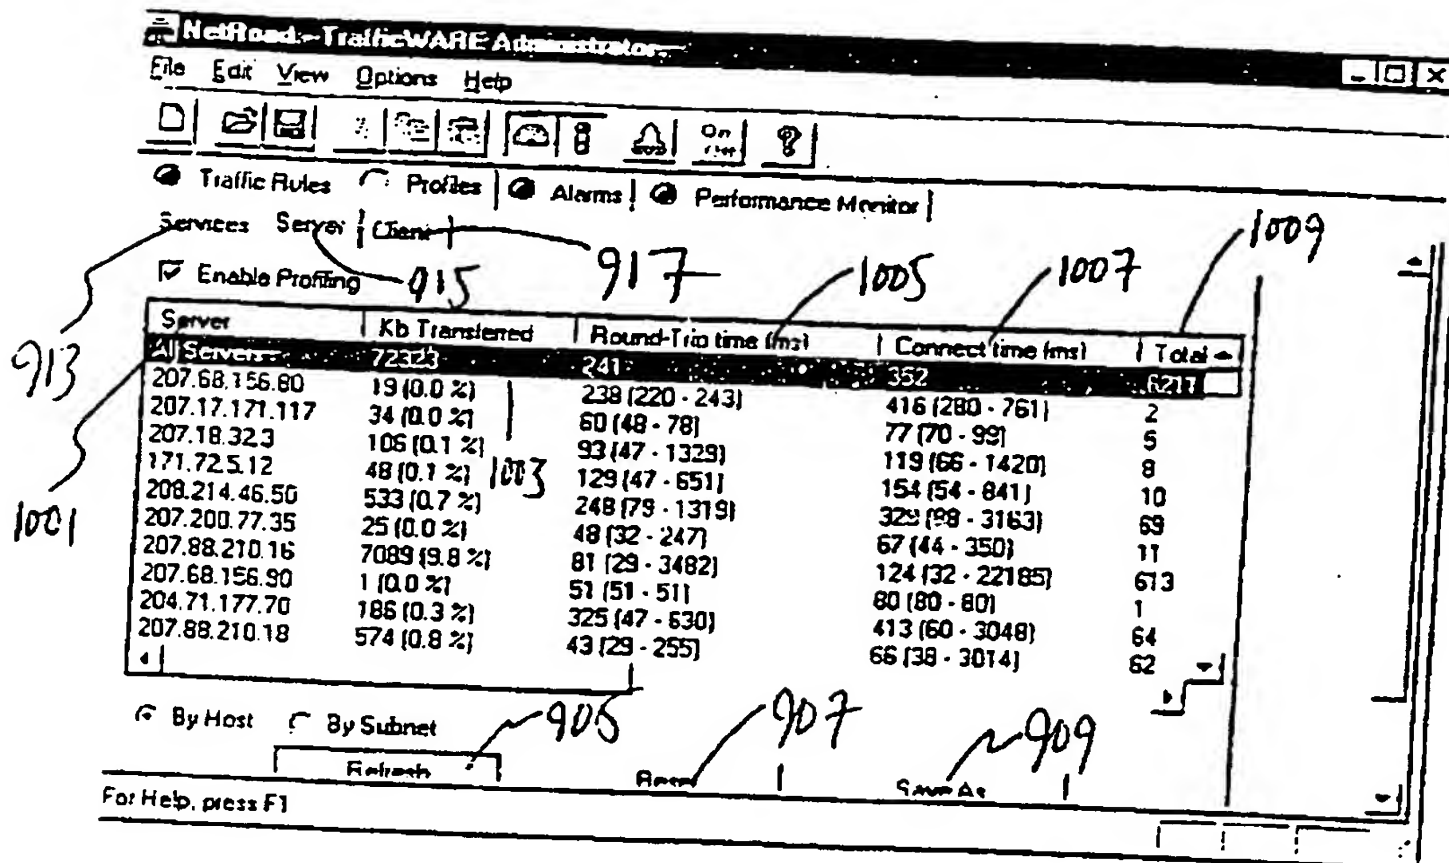 NetRoad - TrafficWARE Administrator
File Edit View Options Help
On
Traffic Rules Profiles Alarms Performance Monitor
Services Server Client
1009
Enable Profiling 915 917 1005 1007
Server Kb Transferred Round-Trip time (ms) Connect time (ms) Total
913
All Servers 72323 241 352 6211
207.68.156.80 19 (0.0 %) 238 (220 - 243) 416 (280 - 761) 2
207.17.171.117 34 (0.0 %) 60 (48 - 78) 77 (70 - 99) 5
207.18.32.3 106 (0.1 %) 93 (47 - 1329) 119 (66 - 1420) 8
171.72.5.12 48 (0.1 %) 1003 129 (47 - 651) 154 (54 - 841) 10
208.214.46.50 533 (0.7 %) 248 (79 - 1319) 329 (98 - 3163) 69
1001
207.200.77.35 25 (0.0 %) 48 (32 - 247) 67 (44 - 350) 11
207.88.210.16 7089 (9.8 %) 81 (29 - 3482) 124 (32 - 22185) 613
207.68.156.90 1 (0.0 %) 51 (51 - 51) 80 (80 - 80) 1
204.71.177.70 186 (0.3 %) 325 (47 - 630) 413 (60 - 3048) 64
207.88.210.18 574 (0.8 %) 43 (29 - 255) 66 (38 - 3014) 62
By Host By Subnet 905 907 909
Refresh Reset Save As
For Help, press F1